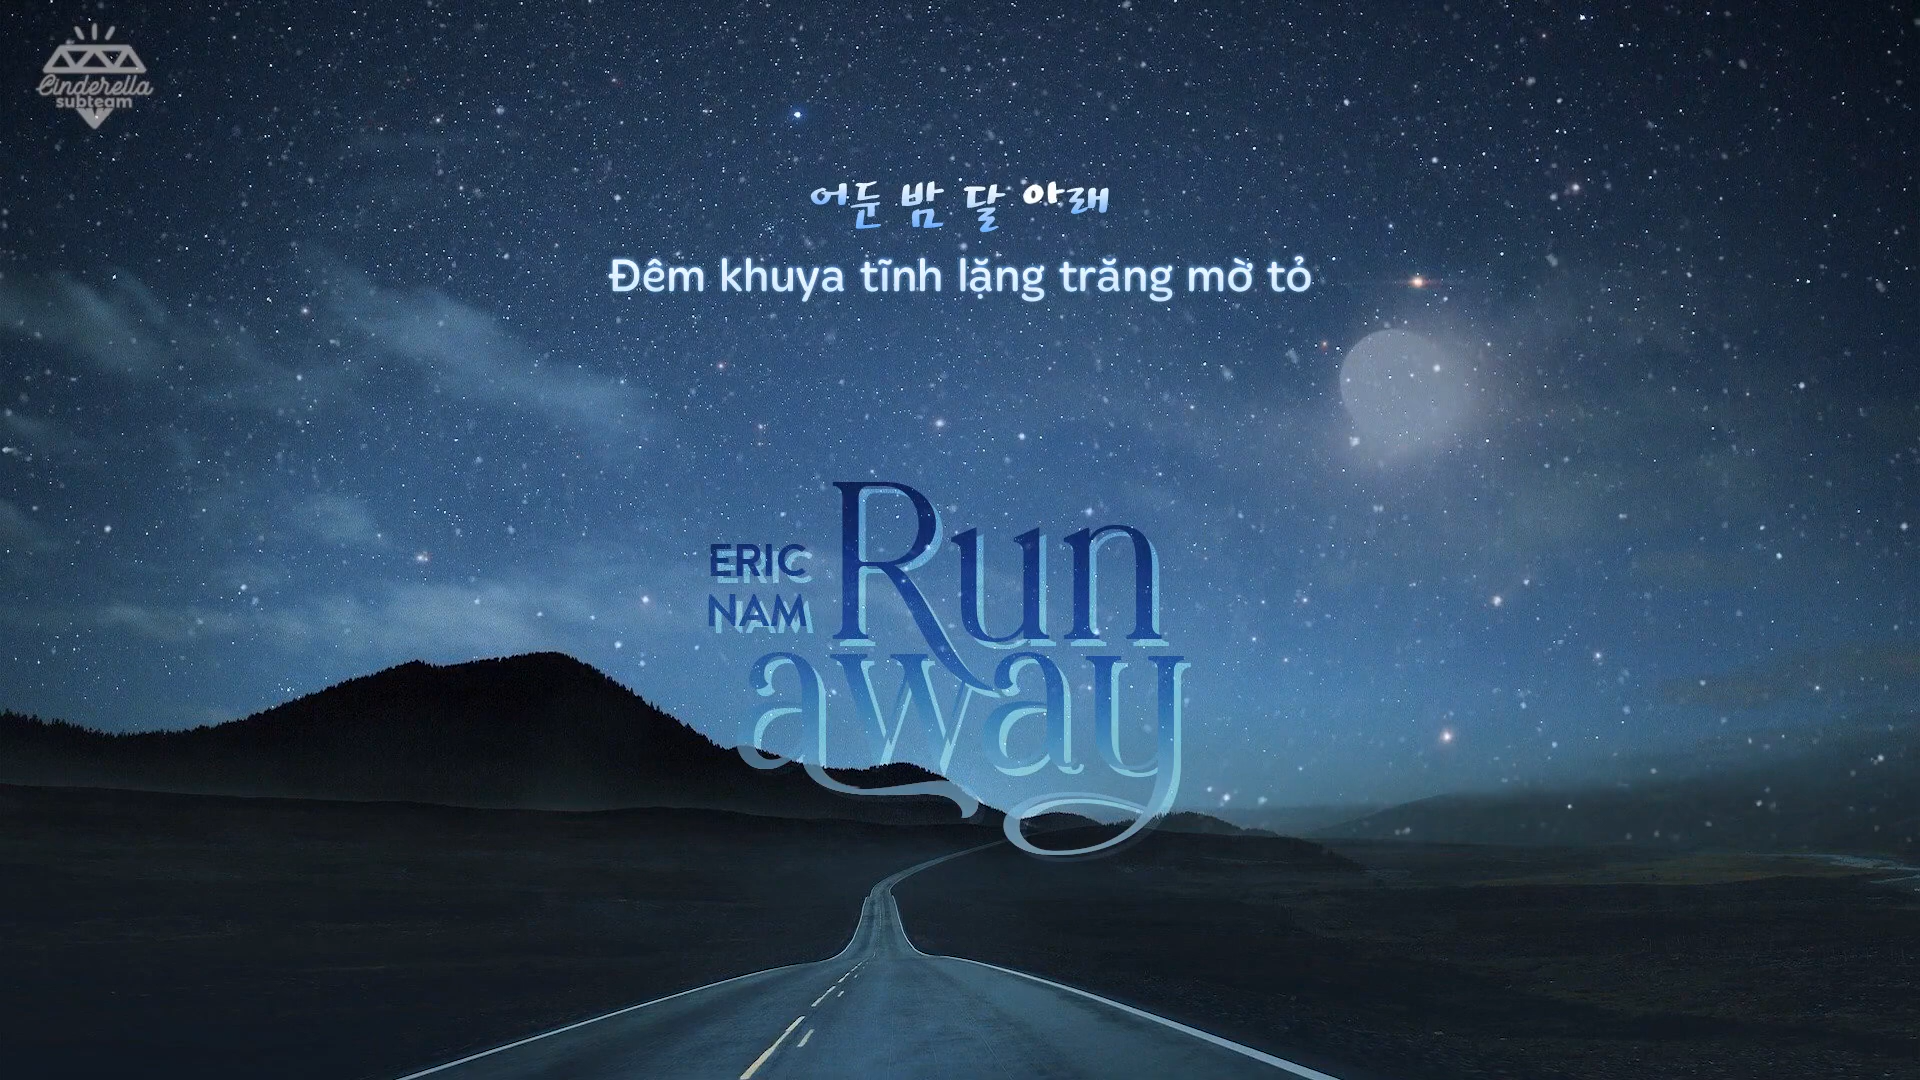 Cinderella
subteam
어둔 밤 달 아래
Đêm khuya tĩnh lặng trăng mờ tỏ
ERIC
NAM
Run
away